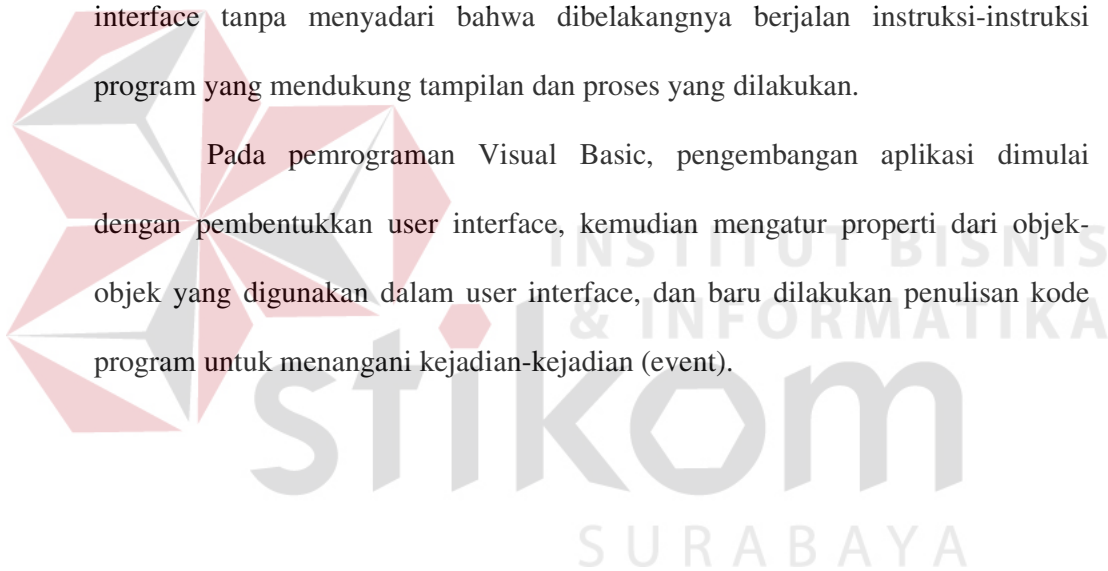 interface tanpa menyadari bahwa dibelakangnya berjalan instruksi-instruksi
program yang mendukung tampilan dan proses yang dilakukan.
Pada pemrograman Visual Basic, pengembangan aplikasi dimulai
dengan pembentukkan user interface, kemudian mengatur properti dari objek-
objek yang digunakan dalam user interface, dan baru dilakukan penulisan kode
program untuk menangani kejadian-kejadian (event).
INSTITUT BISNIS
& INFORMATIKA
stikom
SURABAYA